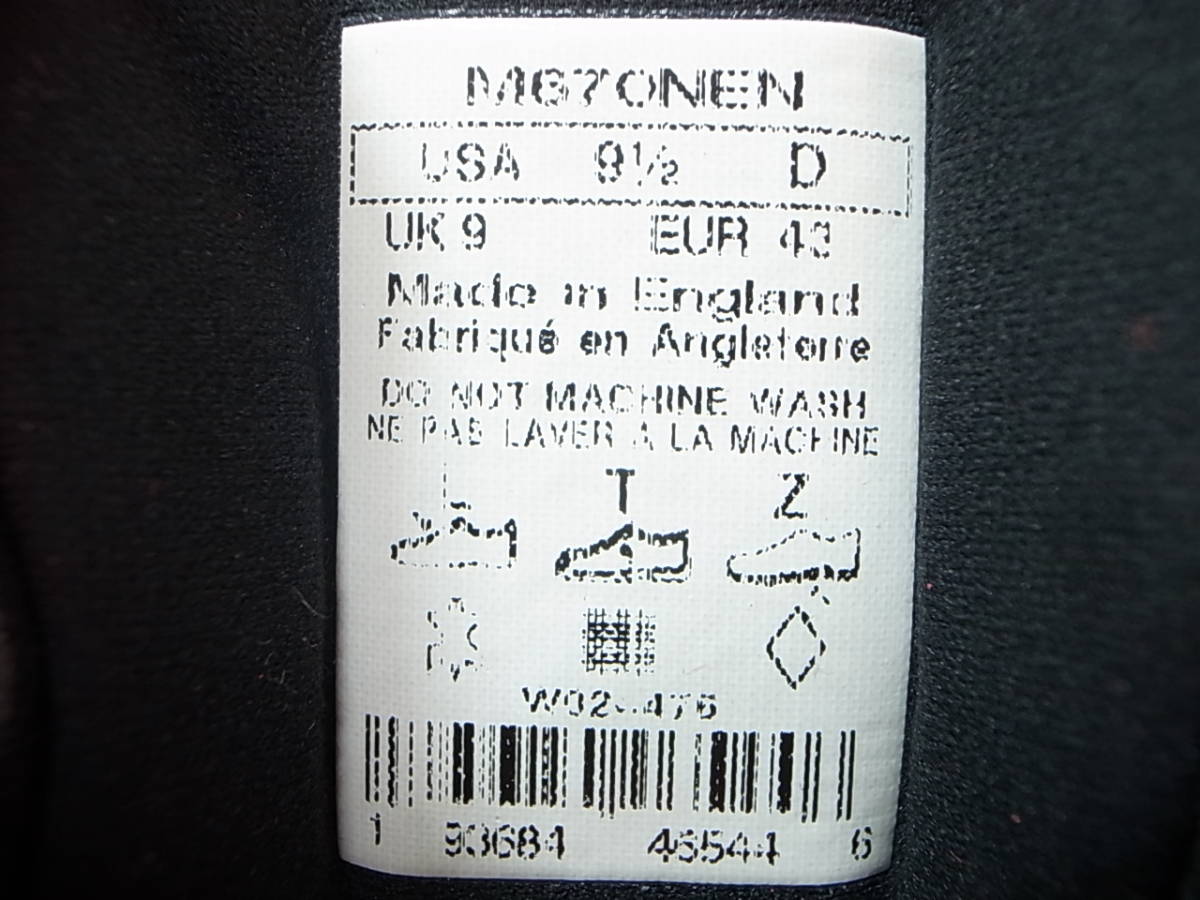 M670NEN
USA 9½ D
UK 9 EUR 43
Made in England
Fabriqué en Angleterre
DO NOT MACHINE WASH
NE PAS LAVER À LA MACHINE
T Z
1 93684 46544 6